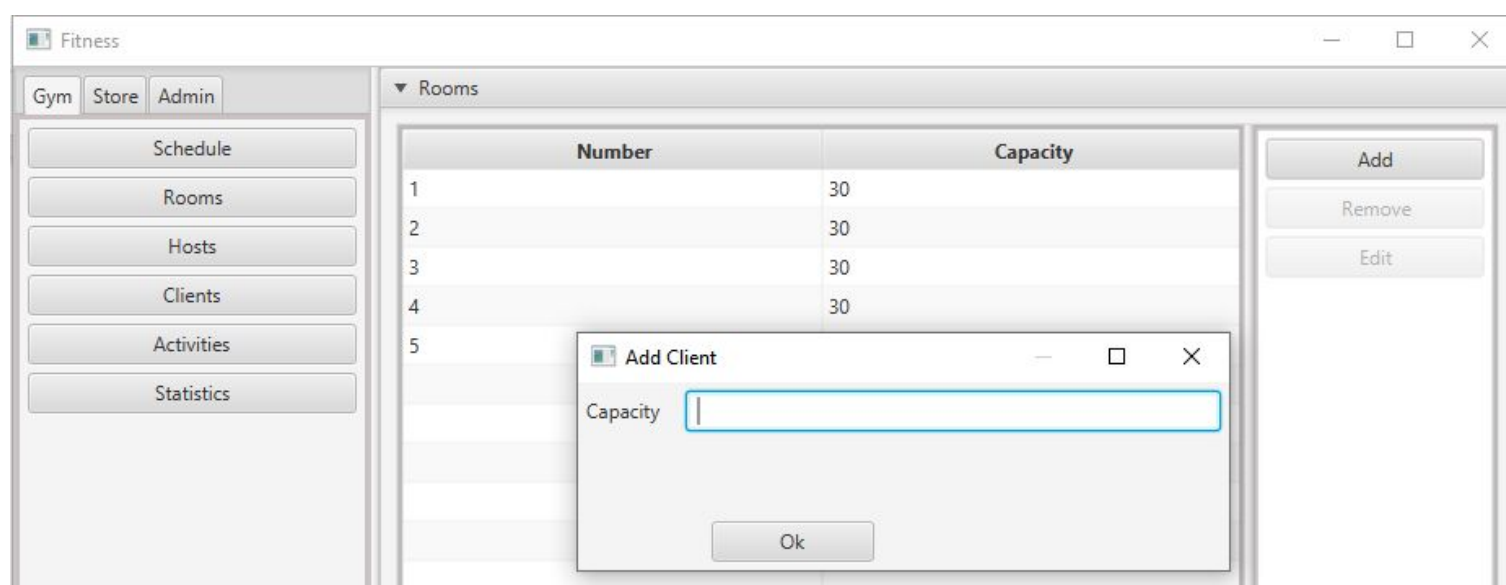 Fitness
Gym Store Admin
Schedule
Rooms
Hosts
Clients
Activities
Statistics
Rooms
Number Capacity
1 30
2 30
3 30
4 30
5
Add
Remove
Edit
Add Client
Capacity
Ok